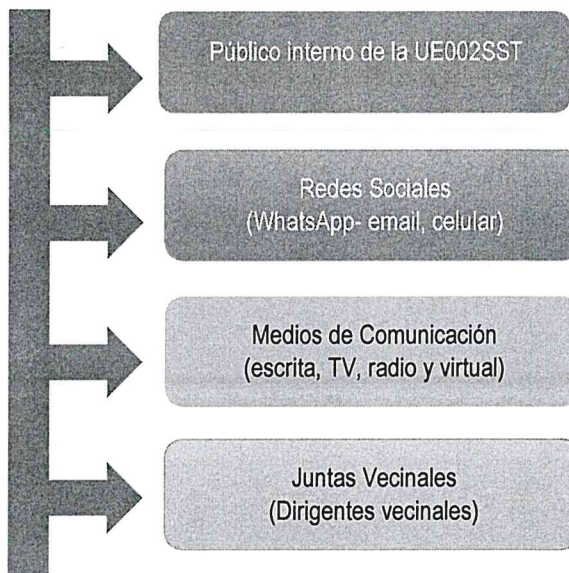 Público interno de la UE002SST
Redes Sociales
(WhatsApp- email, celular)
Medios de Comunicación
(escrita, TV, radio y virtual)
Juntas Vecinales
(Dirigentes vecinales)